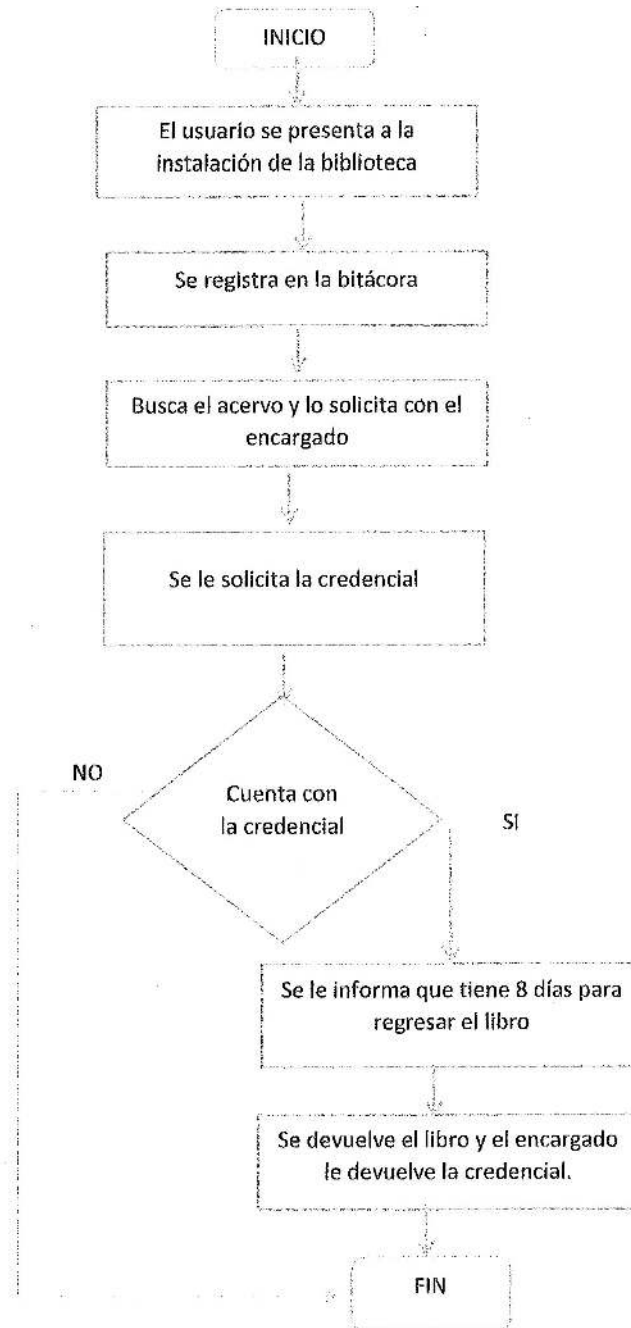 INICIO
El usuario se presenta a la
instalación de la biblioteca
Se registra en la bitácora
Busca el acervo y lo solicita con el
encargado
Se le solicita la credencial
NO
Cuenta con
la credencial
SI
Se le informa que tiene 8 días para
regresar el libro
Se devuelve el libro y el encargado
le devuelve la credencial.
FIN